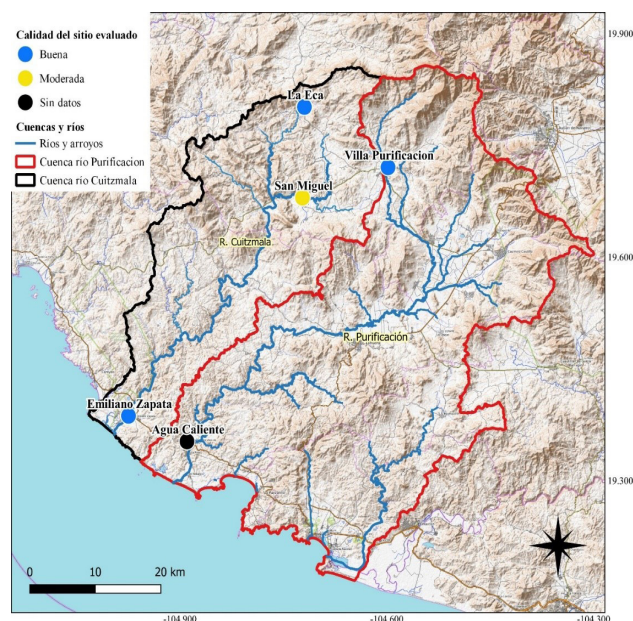 Calidad del sitio evaluado
Buena
Moderada
Sin datos
Cuencas y ríos
Ríos y arroyos
Cuenca río Purificacion
Cuenca río Cuitzmala
19.900
La Eca
Villa Purificacion
San Miguel
R. Cuitzmala
19.600
R. Purificación
Emiliano Zapata
Agua Caliente
19.300
0 10 20 km
-104.900 -104.600 -104.300